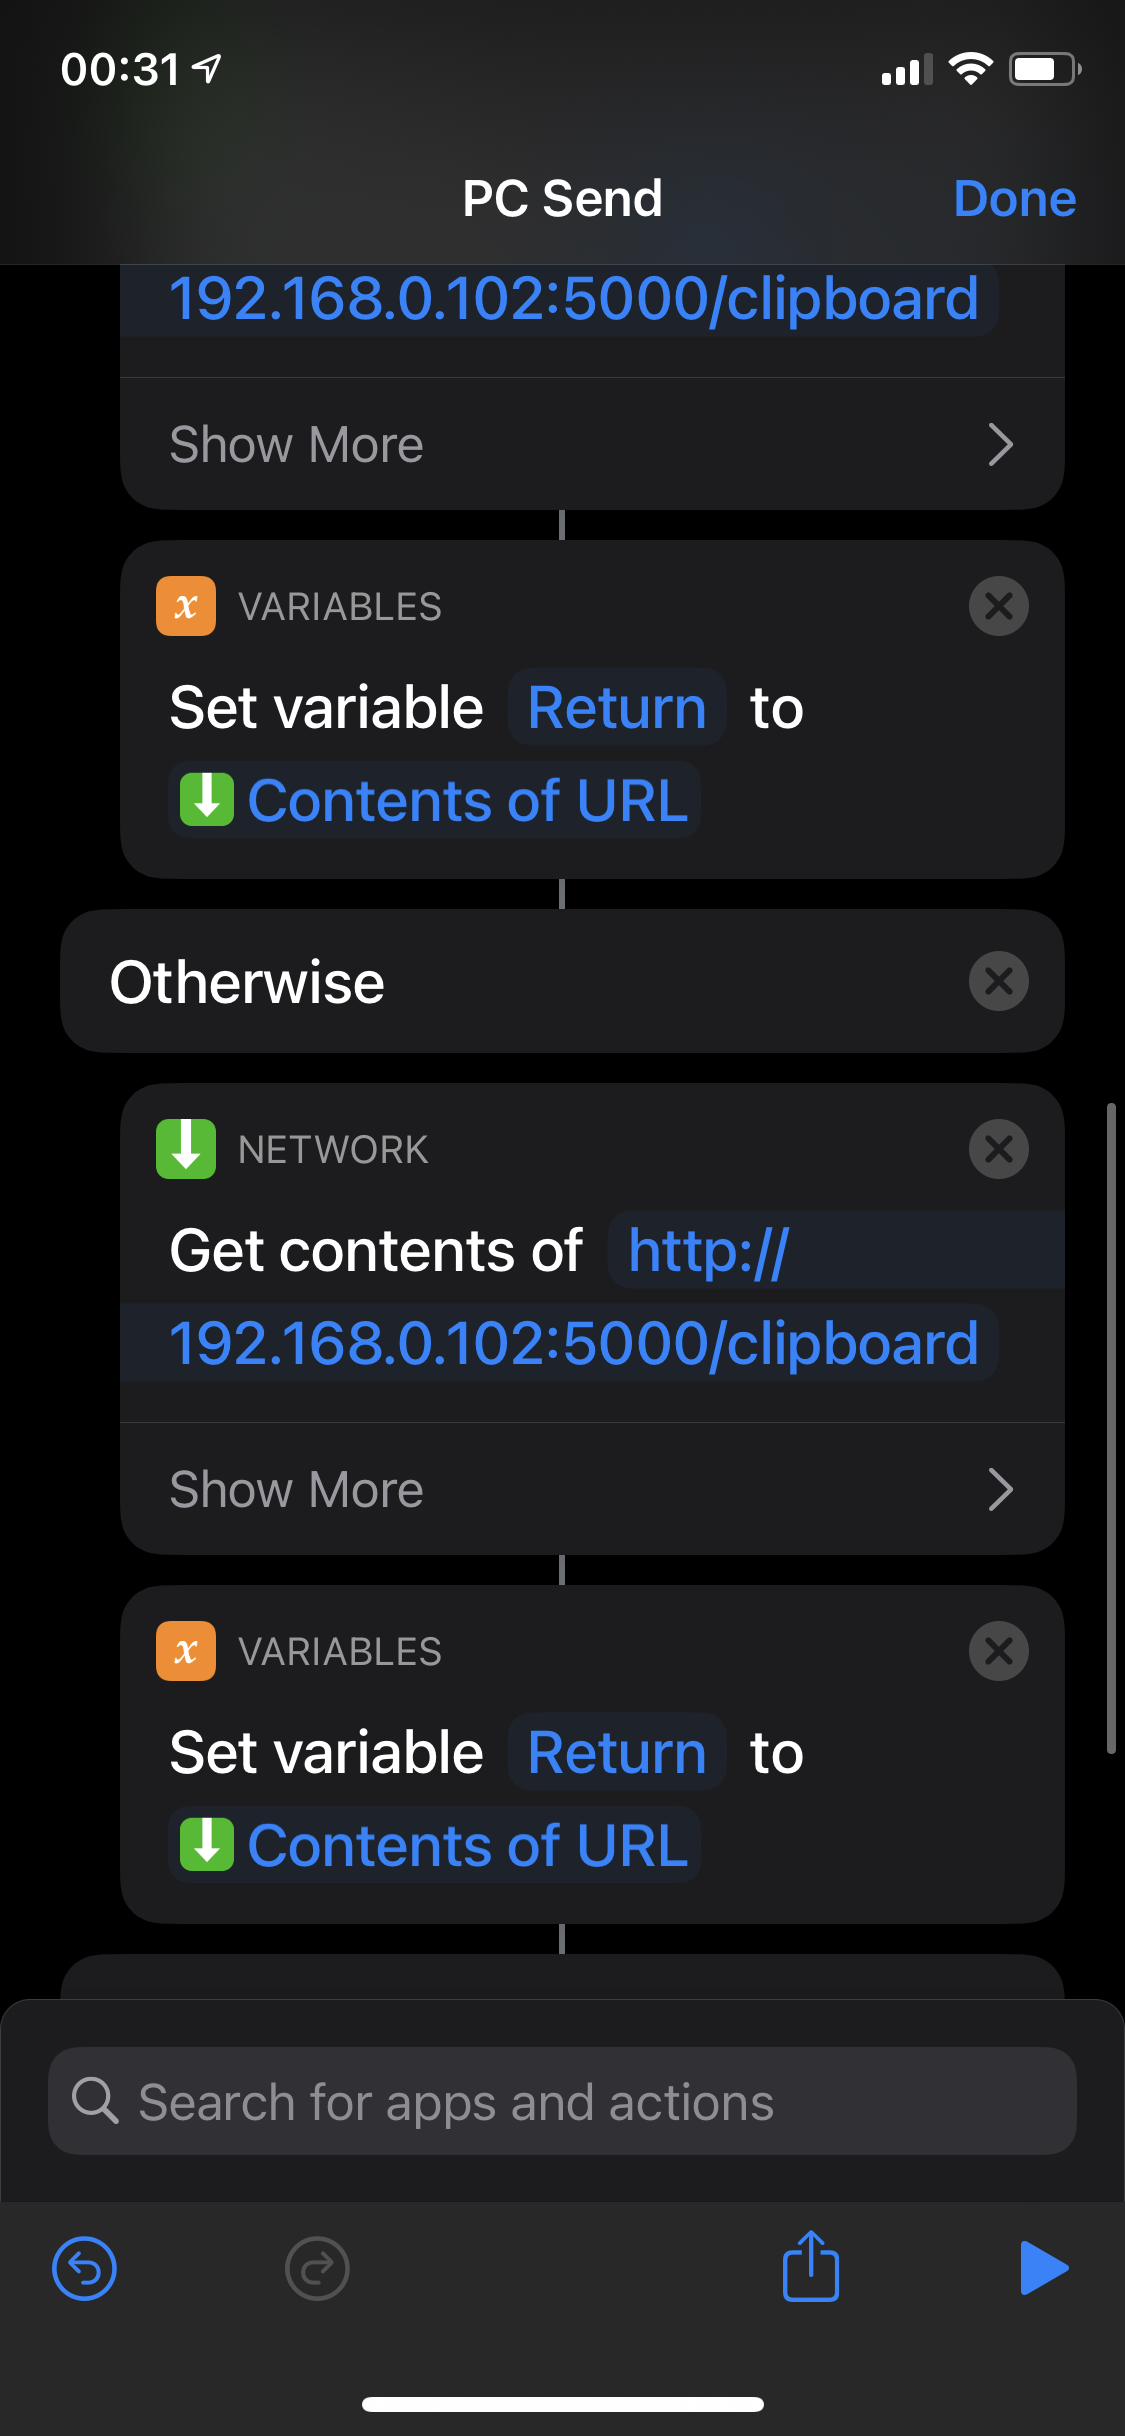 00:31
PC Send
Done
192.168.0.102:5000/clipboard
Show More
x VARIABLES
Set variable Return to
Contents of URL
Otherwise
NETWORK
Get contents of http://
192.168.0.102:5000/clipboard
Show More
x VARIABLES
Set variable Return to
Contents of URL
Search for apps and actions